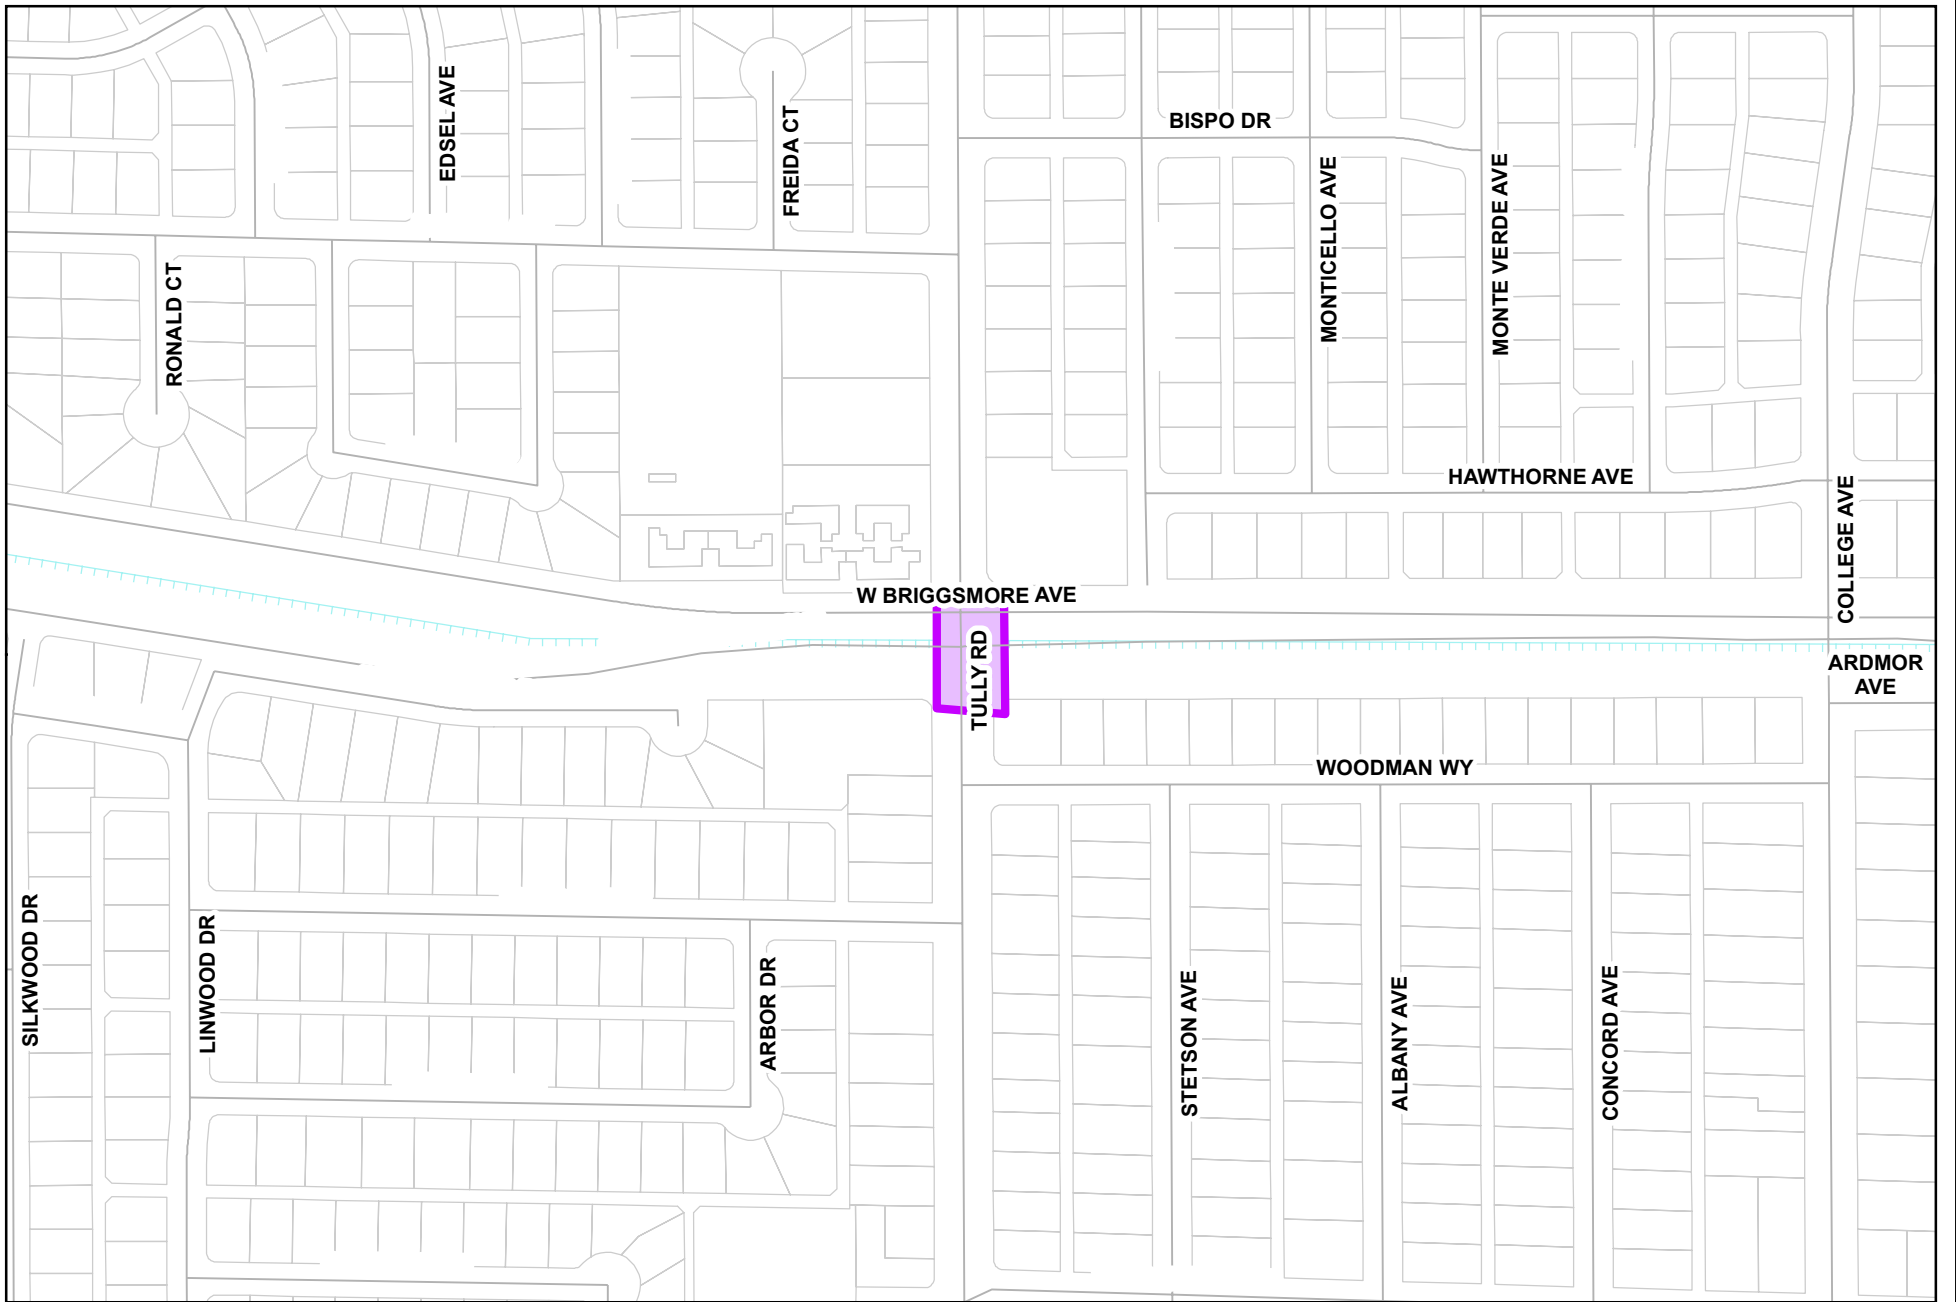 EDSEL AVE
FREIDA CT
BISPO DR
RONALD CT
MONTICELLO AVE
MONTE VERDE AVE
HAWTHORNE AVE
COLLEGE AVE
W BRIGGSMORE AVE
TULLY RD
ARDMOR
AVE
WOODMAN WY
SILKWOOD DR
LINWOOD DR
ARBOR DR
STETSON AVE
ALBANY AVE
CONCORD AVE